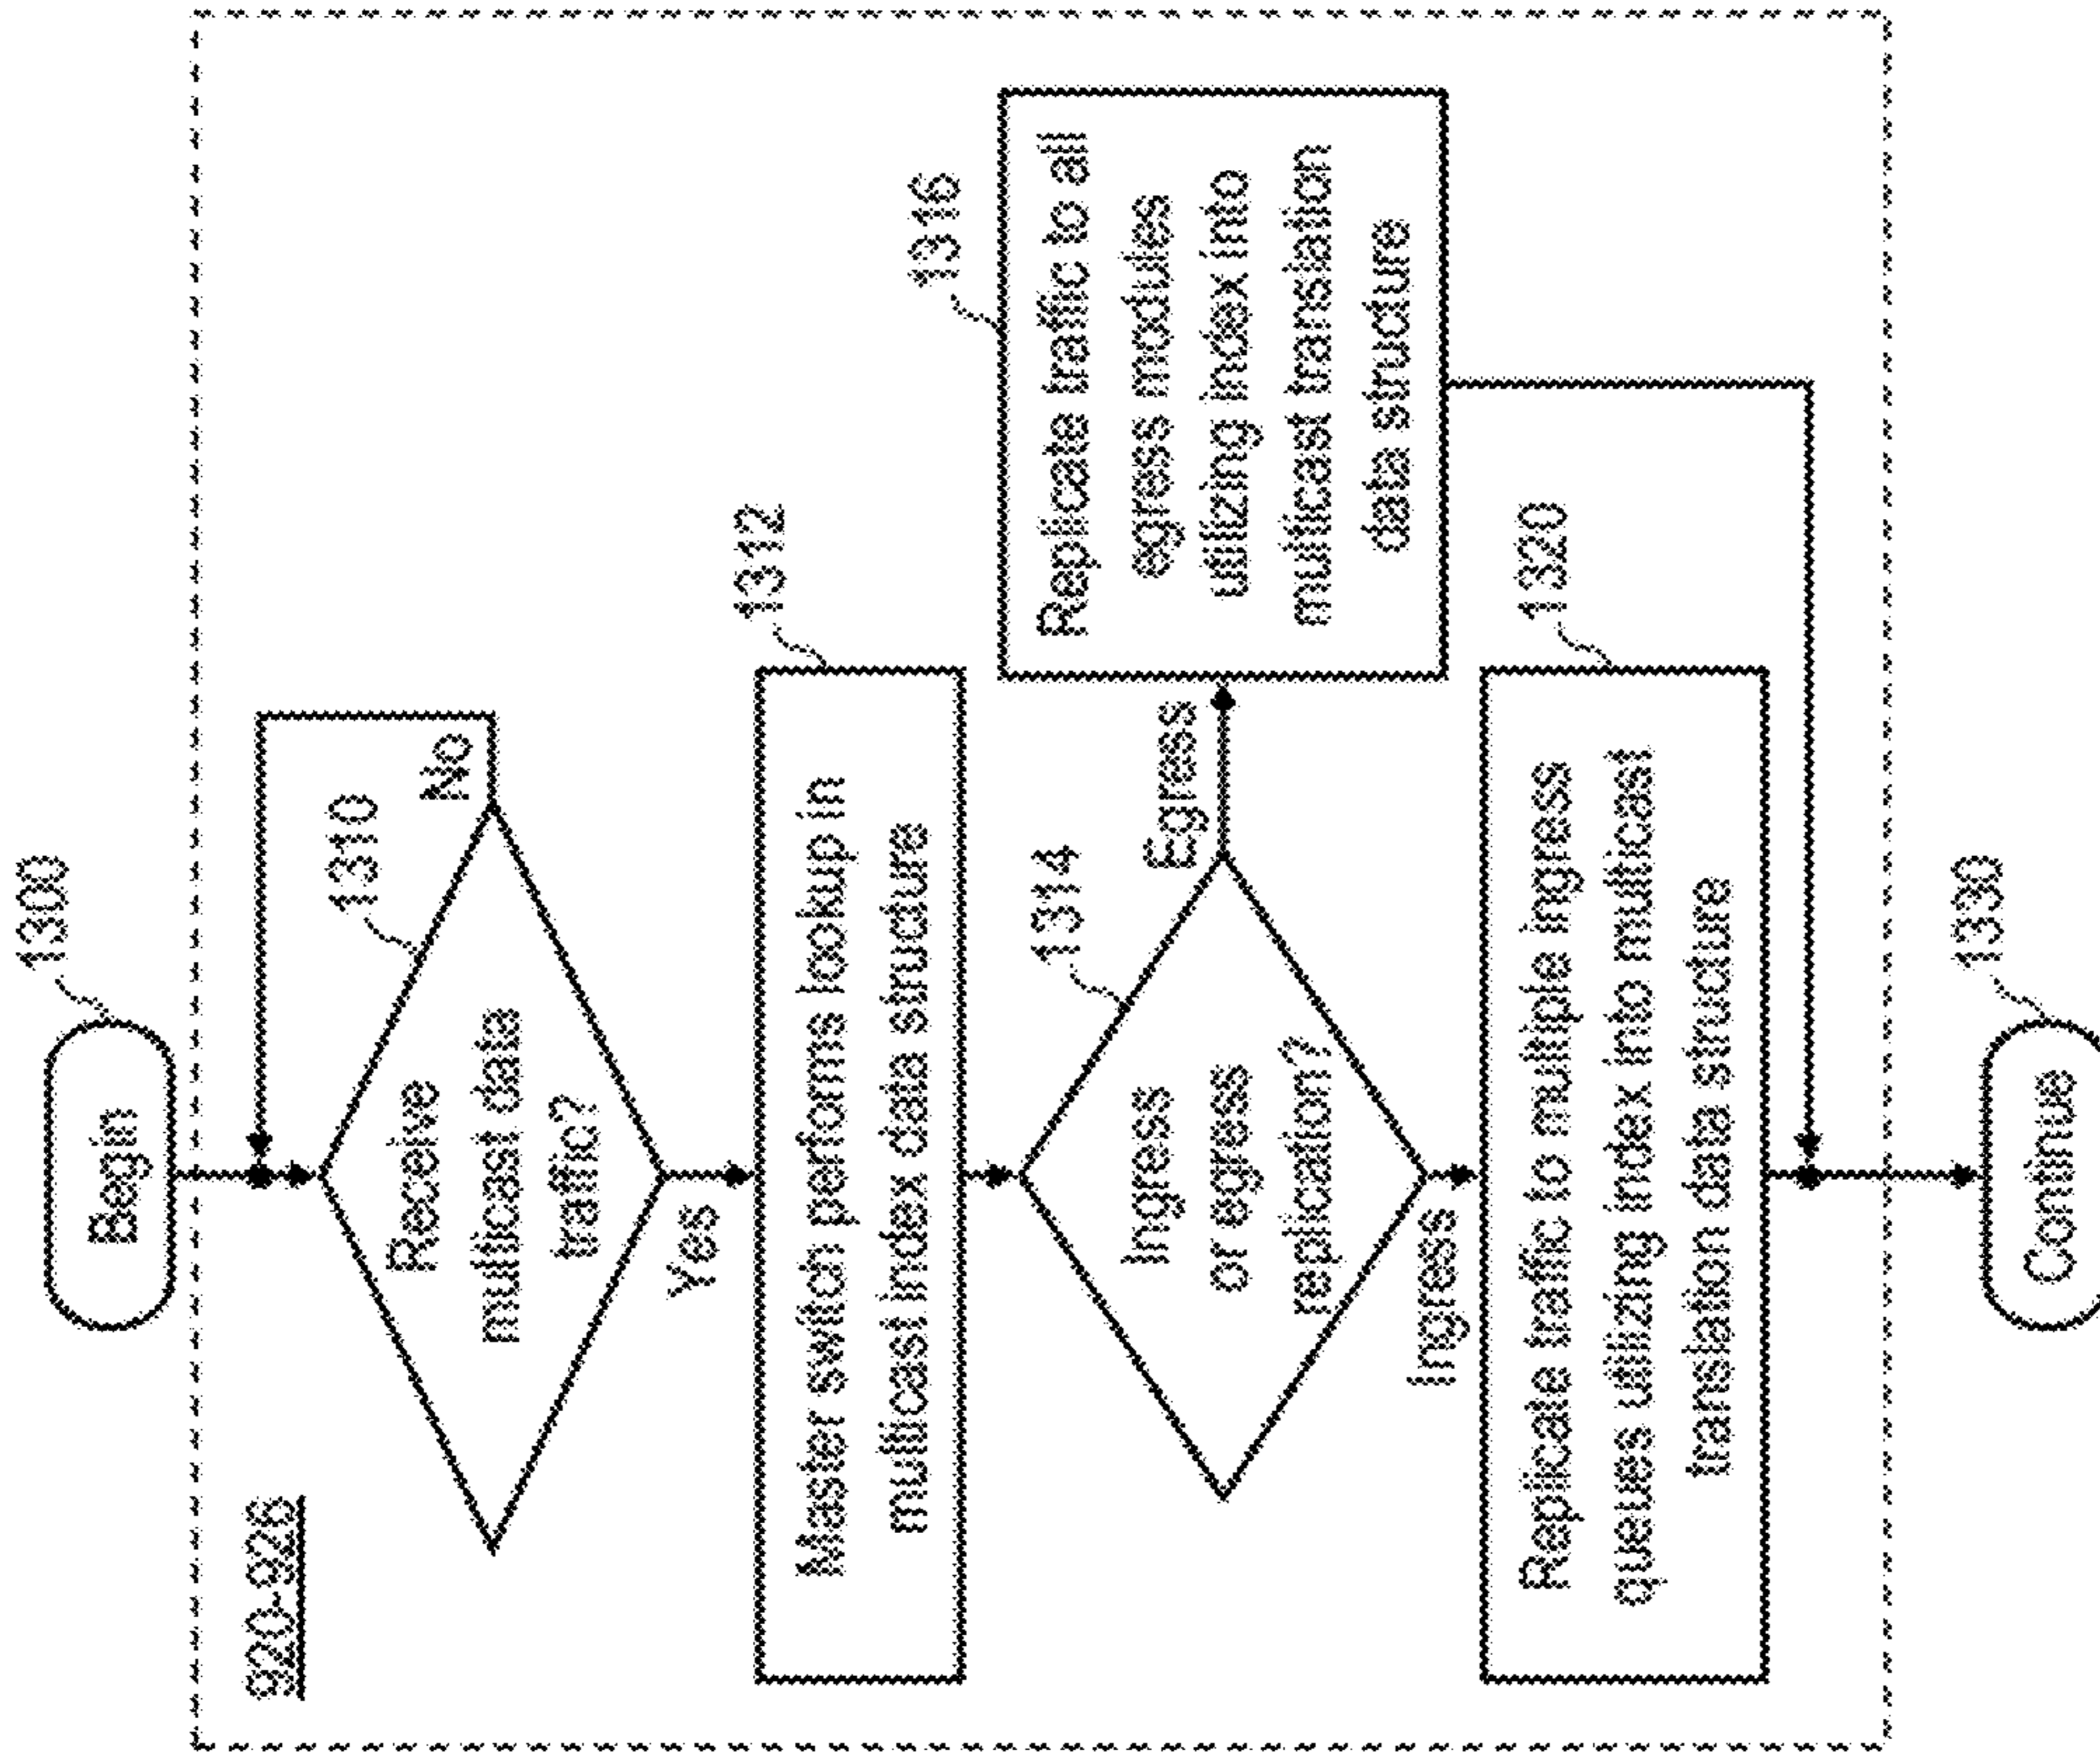 1300
Begin
920-926
1310
Receive
multicast data
traffic?
No
Yes
1312
Master switch performs lookup in
multicast index data structure
1314
Ingress
or egress
replication?
Egress
1316
Replicate traffic to all
egress modules
utilizing index into
multicast translation
data structure
Ingress
1320
Replicate traffic to multiple ingress
queues utilizing index into multicast
translation data structure
1330
Continue